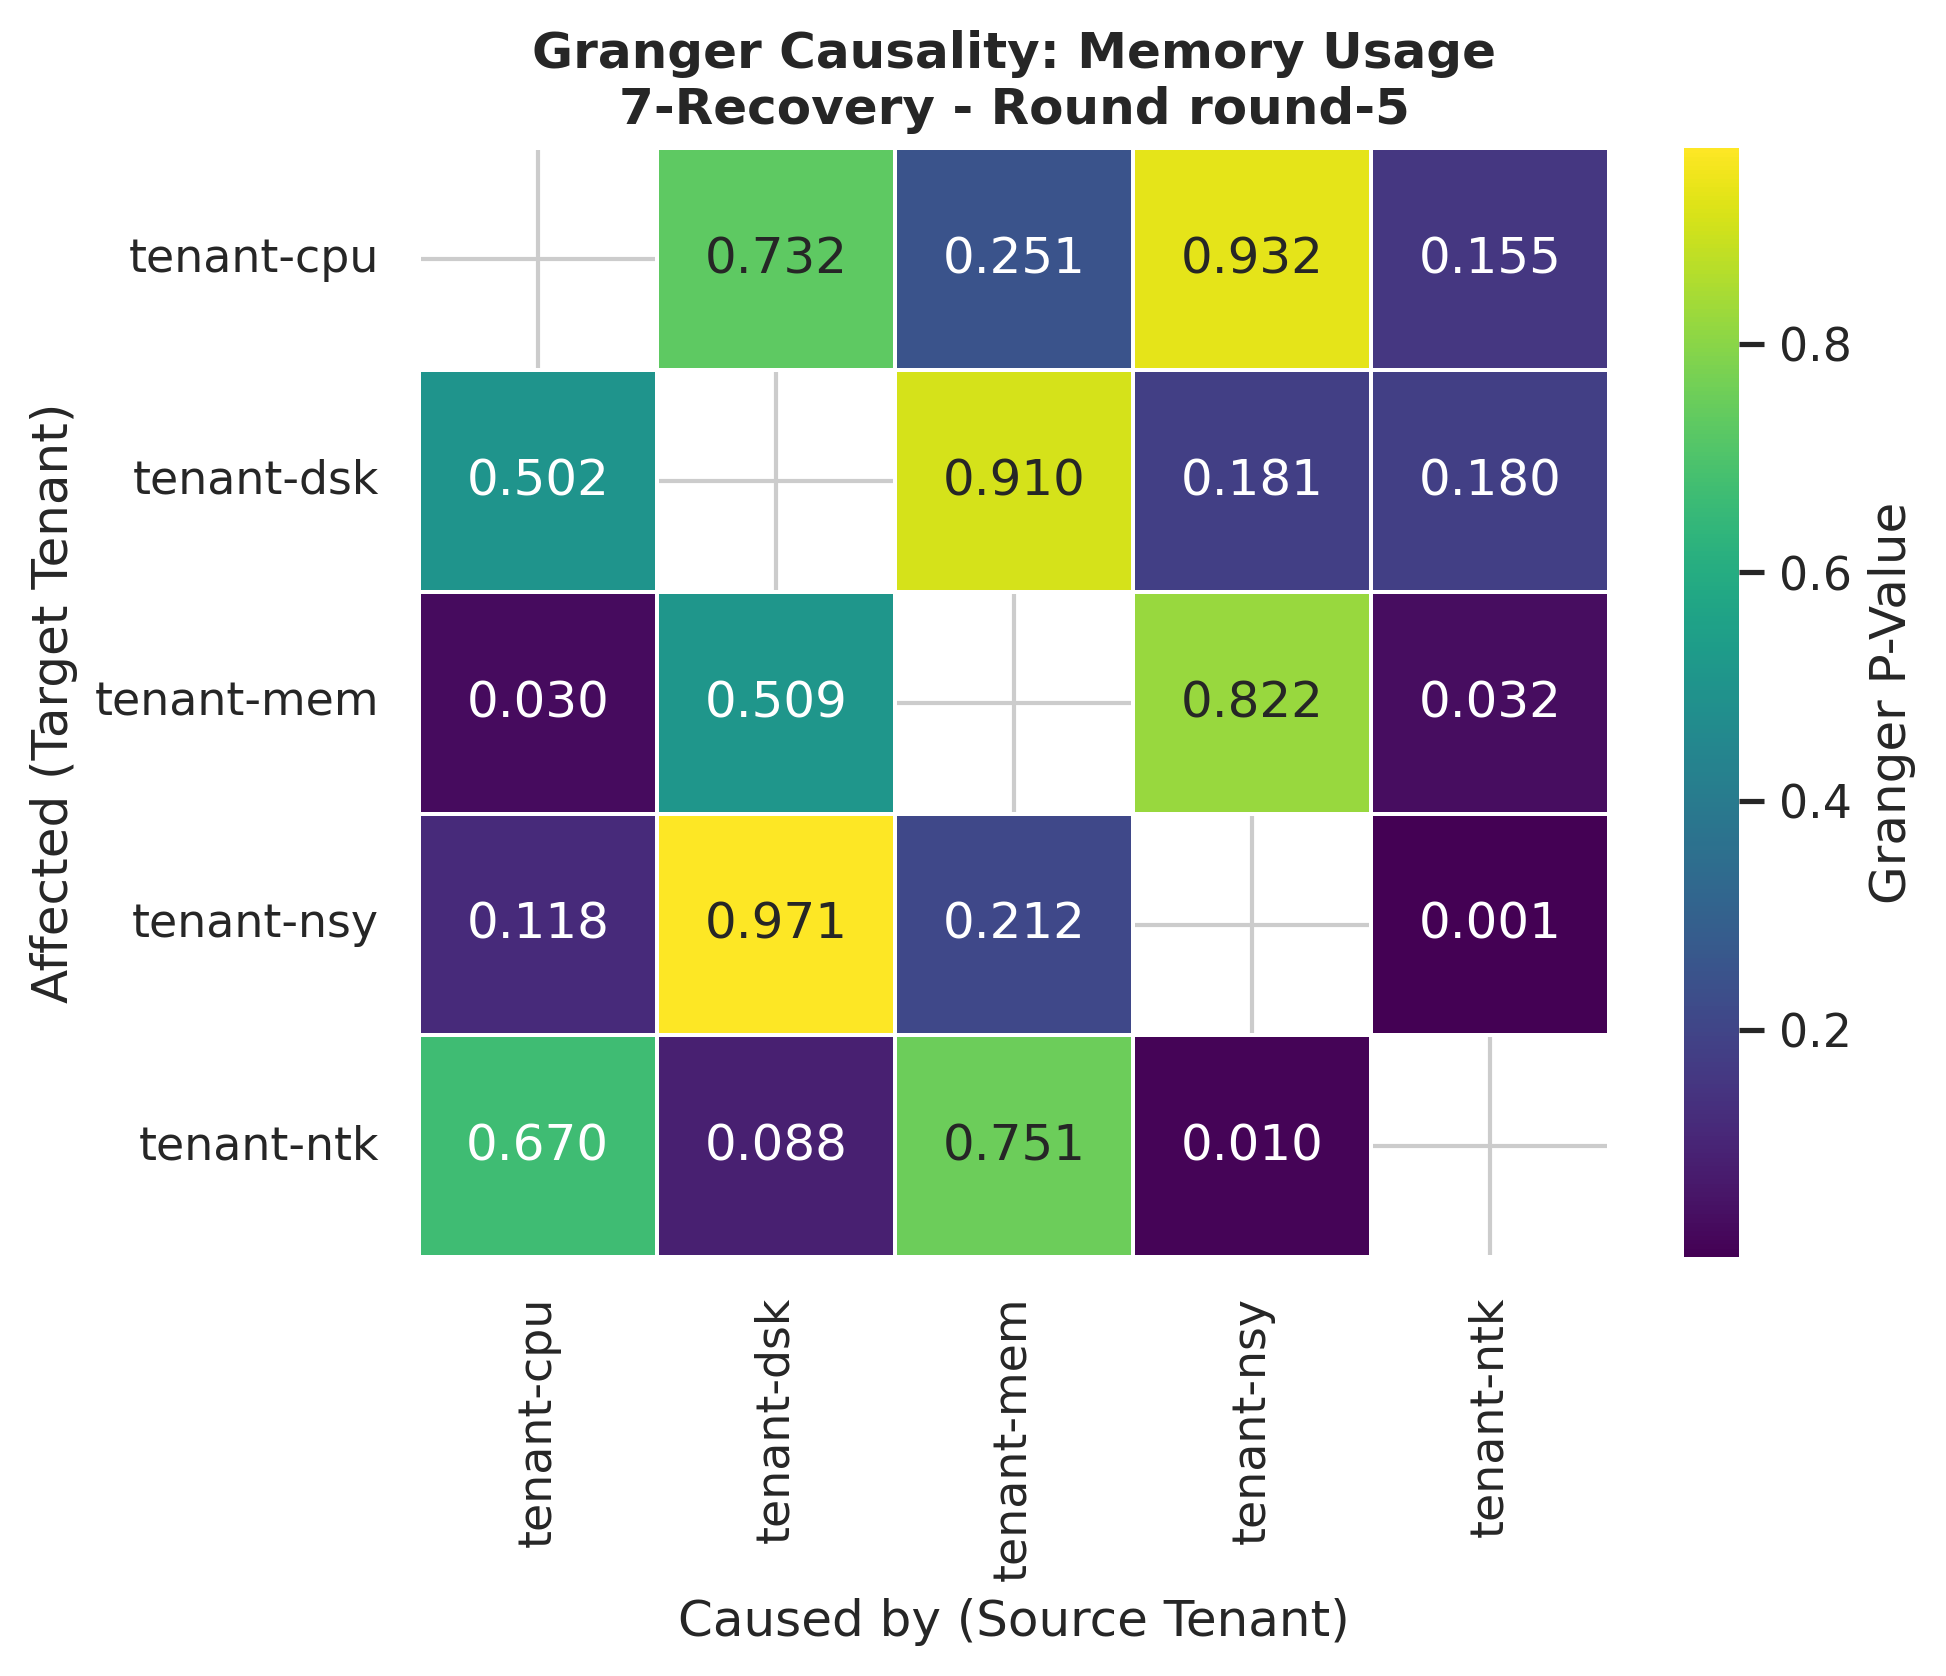 Granger Causality: Memory Usage
7-Recovery - Round round-5
Affected (Target Tenant)
tenant-cpu
0.732 0.251 0.932 0.155
tenant-dsk
0.502 0.910 0.181 0.180
tenant-mem
0.030 0.509 0.822 0.032
tenant-nsy
0.118 0.971 0.212 0.001
tenant-ntk
0.670 0.088 0.751 0.010
tenant-cpu
tenant-dsk
tenant-mem
tenant-nsy
tenant-ntk
Caused by (Source Tenant)
0.8
0.6
0.4
0.2
Granger P-Value